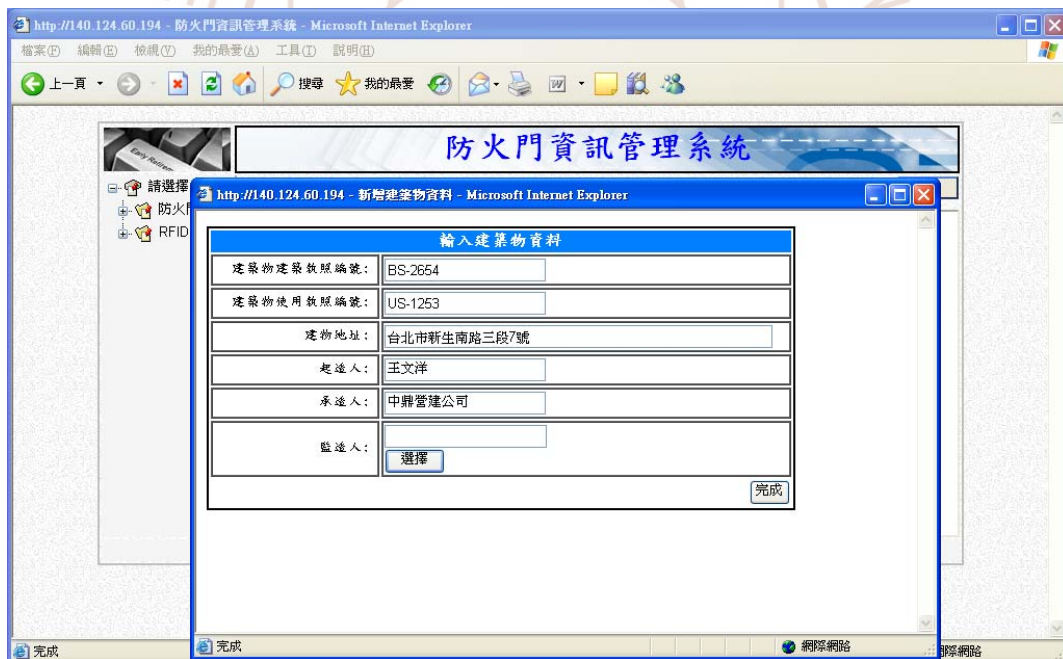 http://140.124.60.194 - 防火門資訊管理系統 - Microsoft Internet Explorer
檔案(F) 編輯(E) 檢視(V) 我的最愛(A) 工具(T) 說明(H)
上一頁 搜尋 我的最愛
Early Retirem
防火門資訊管理系統
請選擇
防火
RFID
http://140.124.60.194 - 新增建築物資料 - Microsoft Internet Explorer
輸入建築物資料
建築物建築執照編號: BS-2654
建築物使用執照編號: US-1253
建物地址: 台北市新生南路三段7號
起造人: 王文洋
承造人: 中鼎營建公司
監造人:
選擇
完成
完成 網際網路
完成 際網路